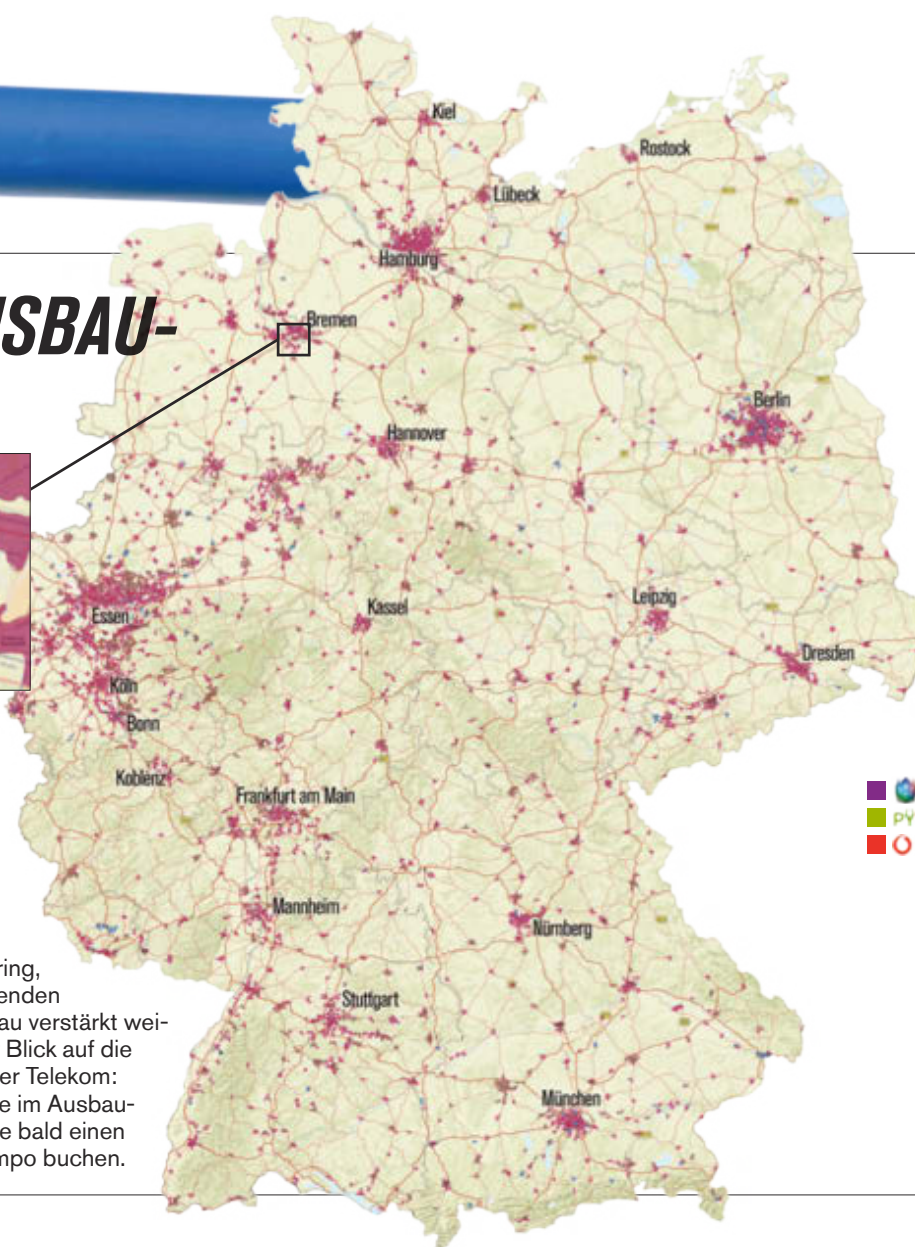 USBAU-
Kiel
Rostock
Lübeck
Hamburg
Bremen
Berlin
Hannover
Essen
Kassel
Leipzig
Dresden
Köln
Bonn
Koblenz
Frankfurt am Main
Mannheim
Nürnberg
Stuttgart
München
ring,
enden
au verstärkt wei-
Blick auf die
er Telekom:
e im Ausbau-
e bald einen
mpo buchen.